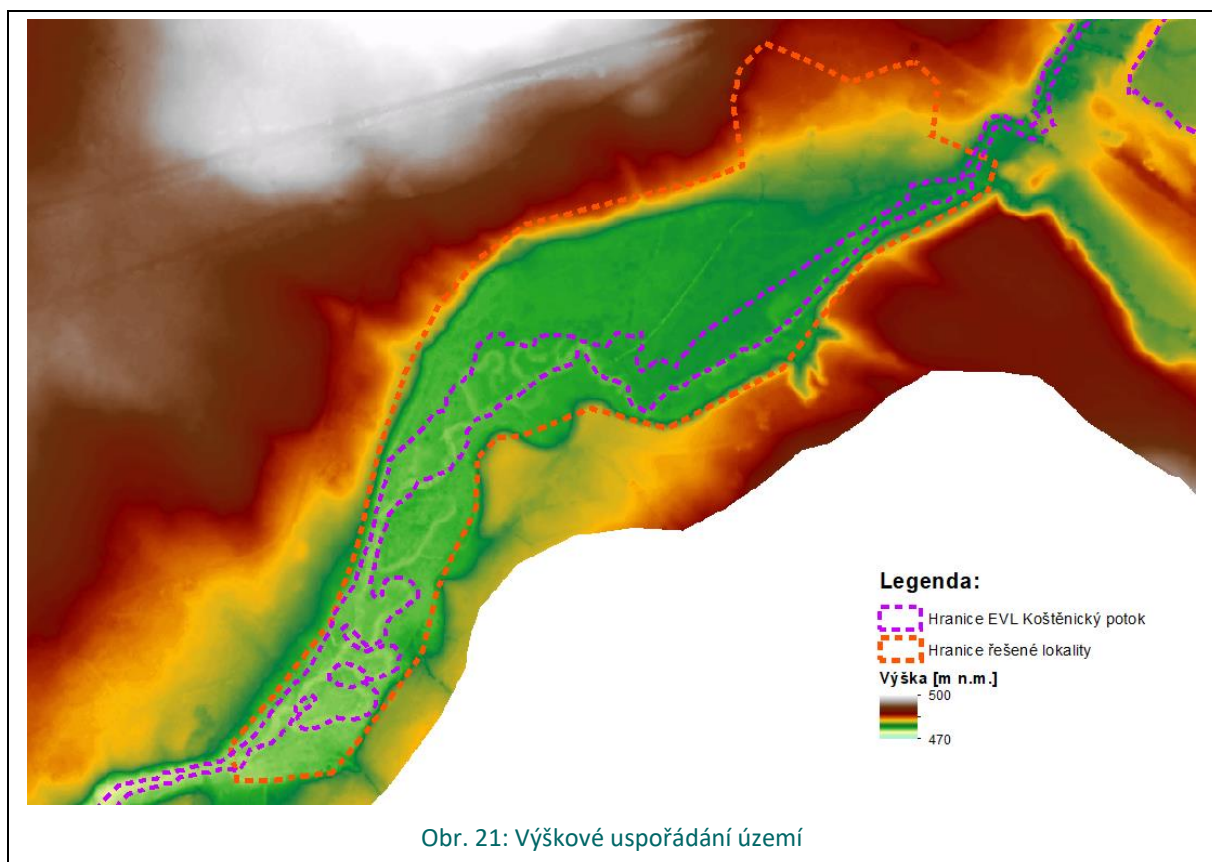 Legenda:
Hranice EVL Koštěnický potok
Hranice řešené lokality
Výška [m n.m.]
500
470
Obr. 21: Výškové uspořádání území